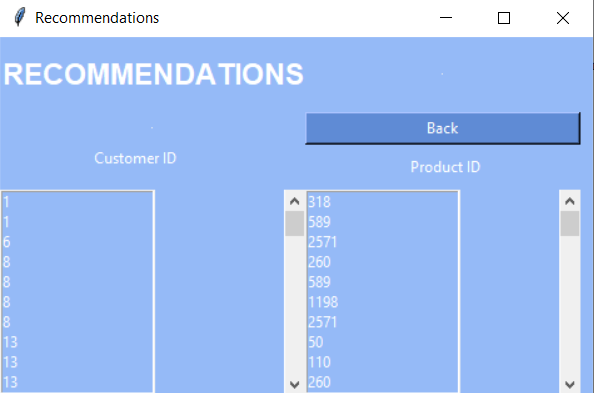 Recommendations
RECOMMENDATIONS
Back
Customer ID
Product ID
1 318
1 589
6 2571
8 260
8 589
8 1198
8 2571
13 50
13 110
13 260